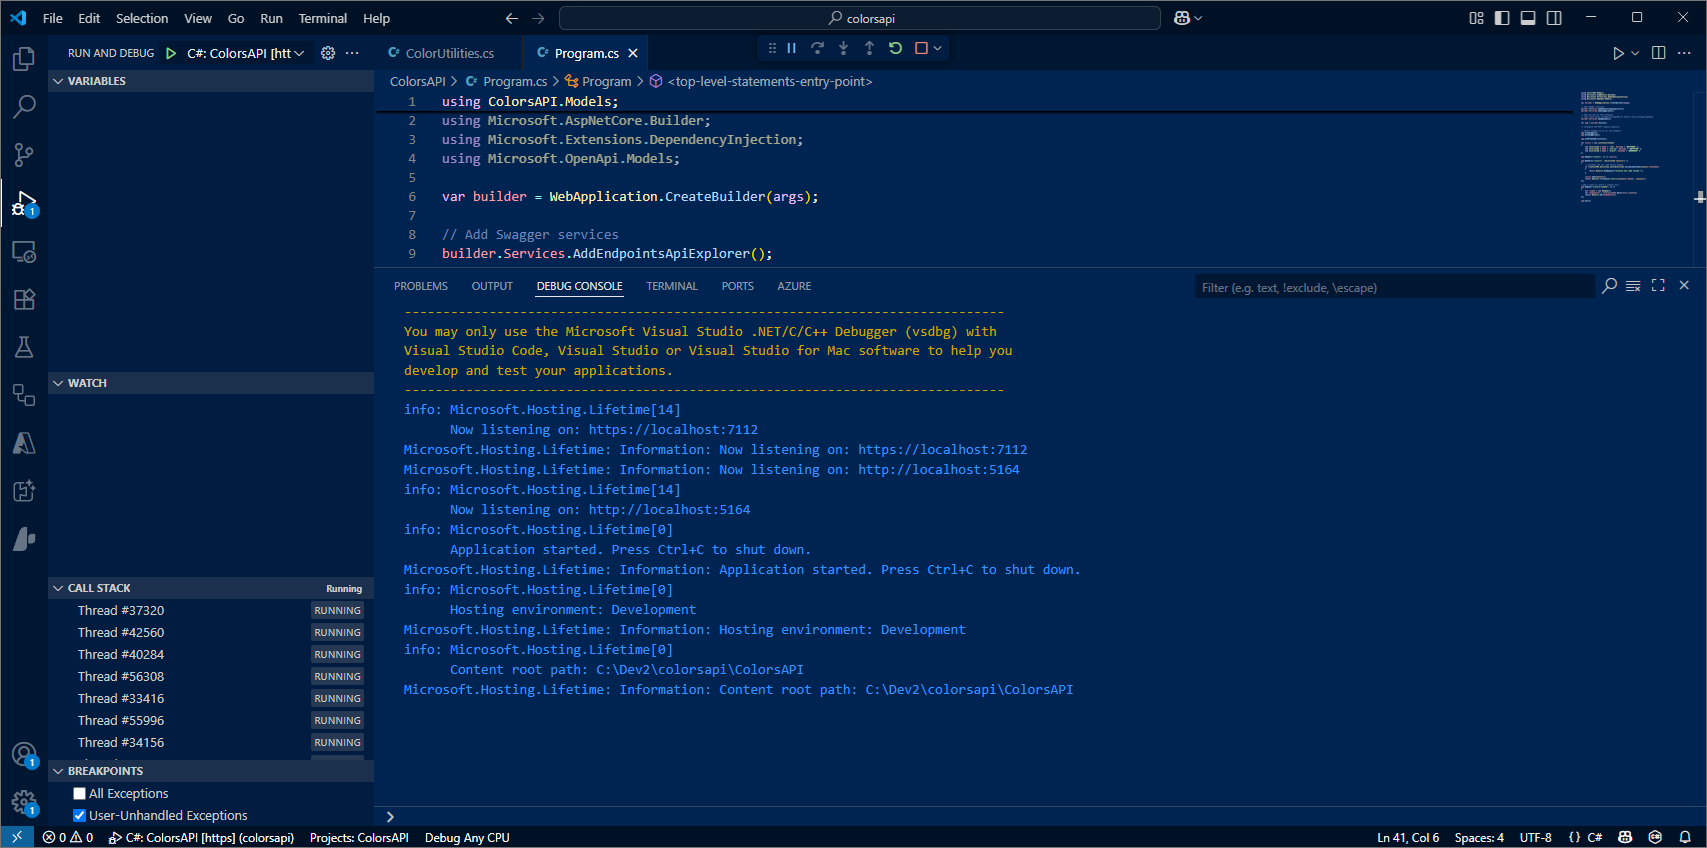 File Edit Selection View Go Run Terminal Help
colorsapi
RUN AND DEBUG C#: ColorsAPI [htt
ColorUtilities.cs
Program.cs
VARIABLES
ColorsAPI > Program.cs > Program > <top-level-statements-entry-point>
1 using ColorsAPI.Models;
2 using Microsoft.AspNetCore.Builder;
3 using Microsoft.Extensions.DependencyInjection;
4 using Microsoft.OpenApi.Models;
5
6 var builder = WebApplication.CreateBuilder(args);
7
8 // Add Swagger services
9 builder.Services.AddEndpointsApiExplorer();
PROBLEMS OUTPUT DEBUG CONSOLE TERMINAL PORTS AZURE
Filter (e.g. text, !exclude, \escape)
------------------------------------------------------------------------------
You may only use the Microsoft Visual Studio .NET/C/C++ Debugger (vsdbg) with
Visual Studio Code, Visual Studio or Visual Studio for Mac software to help you
develop and test your applications.
------------------------------------------------------------------------------
info: Microsoft.Hosting.Lifetime[14]
Now listening on: https://localhost:7112
Microsoft.Hosting.Lifetime: Information: Now listening on: https://localhost:7112
Microsoft.Hosting.Lifetime: Information: Now listening on: http://localhost:5164
info: Microsoft.Hosting.Lifetime[14]
Now listening on: http://localhost:5164
info: Microsoft.Hosting.Lifetime[0]
Application started. Press Ctrl+C to shut down.
Microsoft.Hosting.Lifetime: Information: Application started. Press Ctrl+C to shut down.
info: Microsoft.Hosting.Lifetime[0]
Hosting environment: Development
Microsoft.Hosting.Lifetime: Information: Hosting environment: Development
info: Microsoft.Hosting.Lifetime[0]
Content root path: C:\Dev2\colorsapi\ColorsAPI
Microsoft.Hosting.Lifetime: Information: Content root path: C:\Dev2\colorsapi\ColorsAPI
WATCH
CALL STACK Running
Thread #37320 RUNNING
Thread #42560 RUNNING
Thread #40284 RUNNING
Thread #56308 RUNNING
Thread #33416 RUNNING
Thread #55996 RUNNING
Thread #34156 RUNNING
BREAKPOINTS
All Exceptions
User-Unhandled Exceptions
1
1
1
0 0 C#: ColorsAPI [https] (colorsapi) Projects: ColorsAPI Debug Any CPU
Ln 41, Col 6 Spaces: 4 UTF-8 {} C#